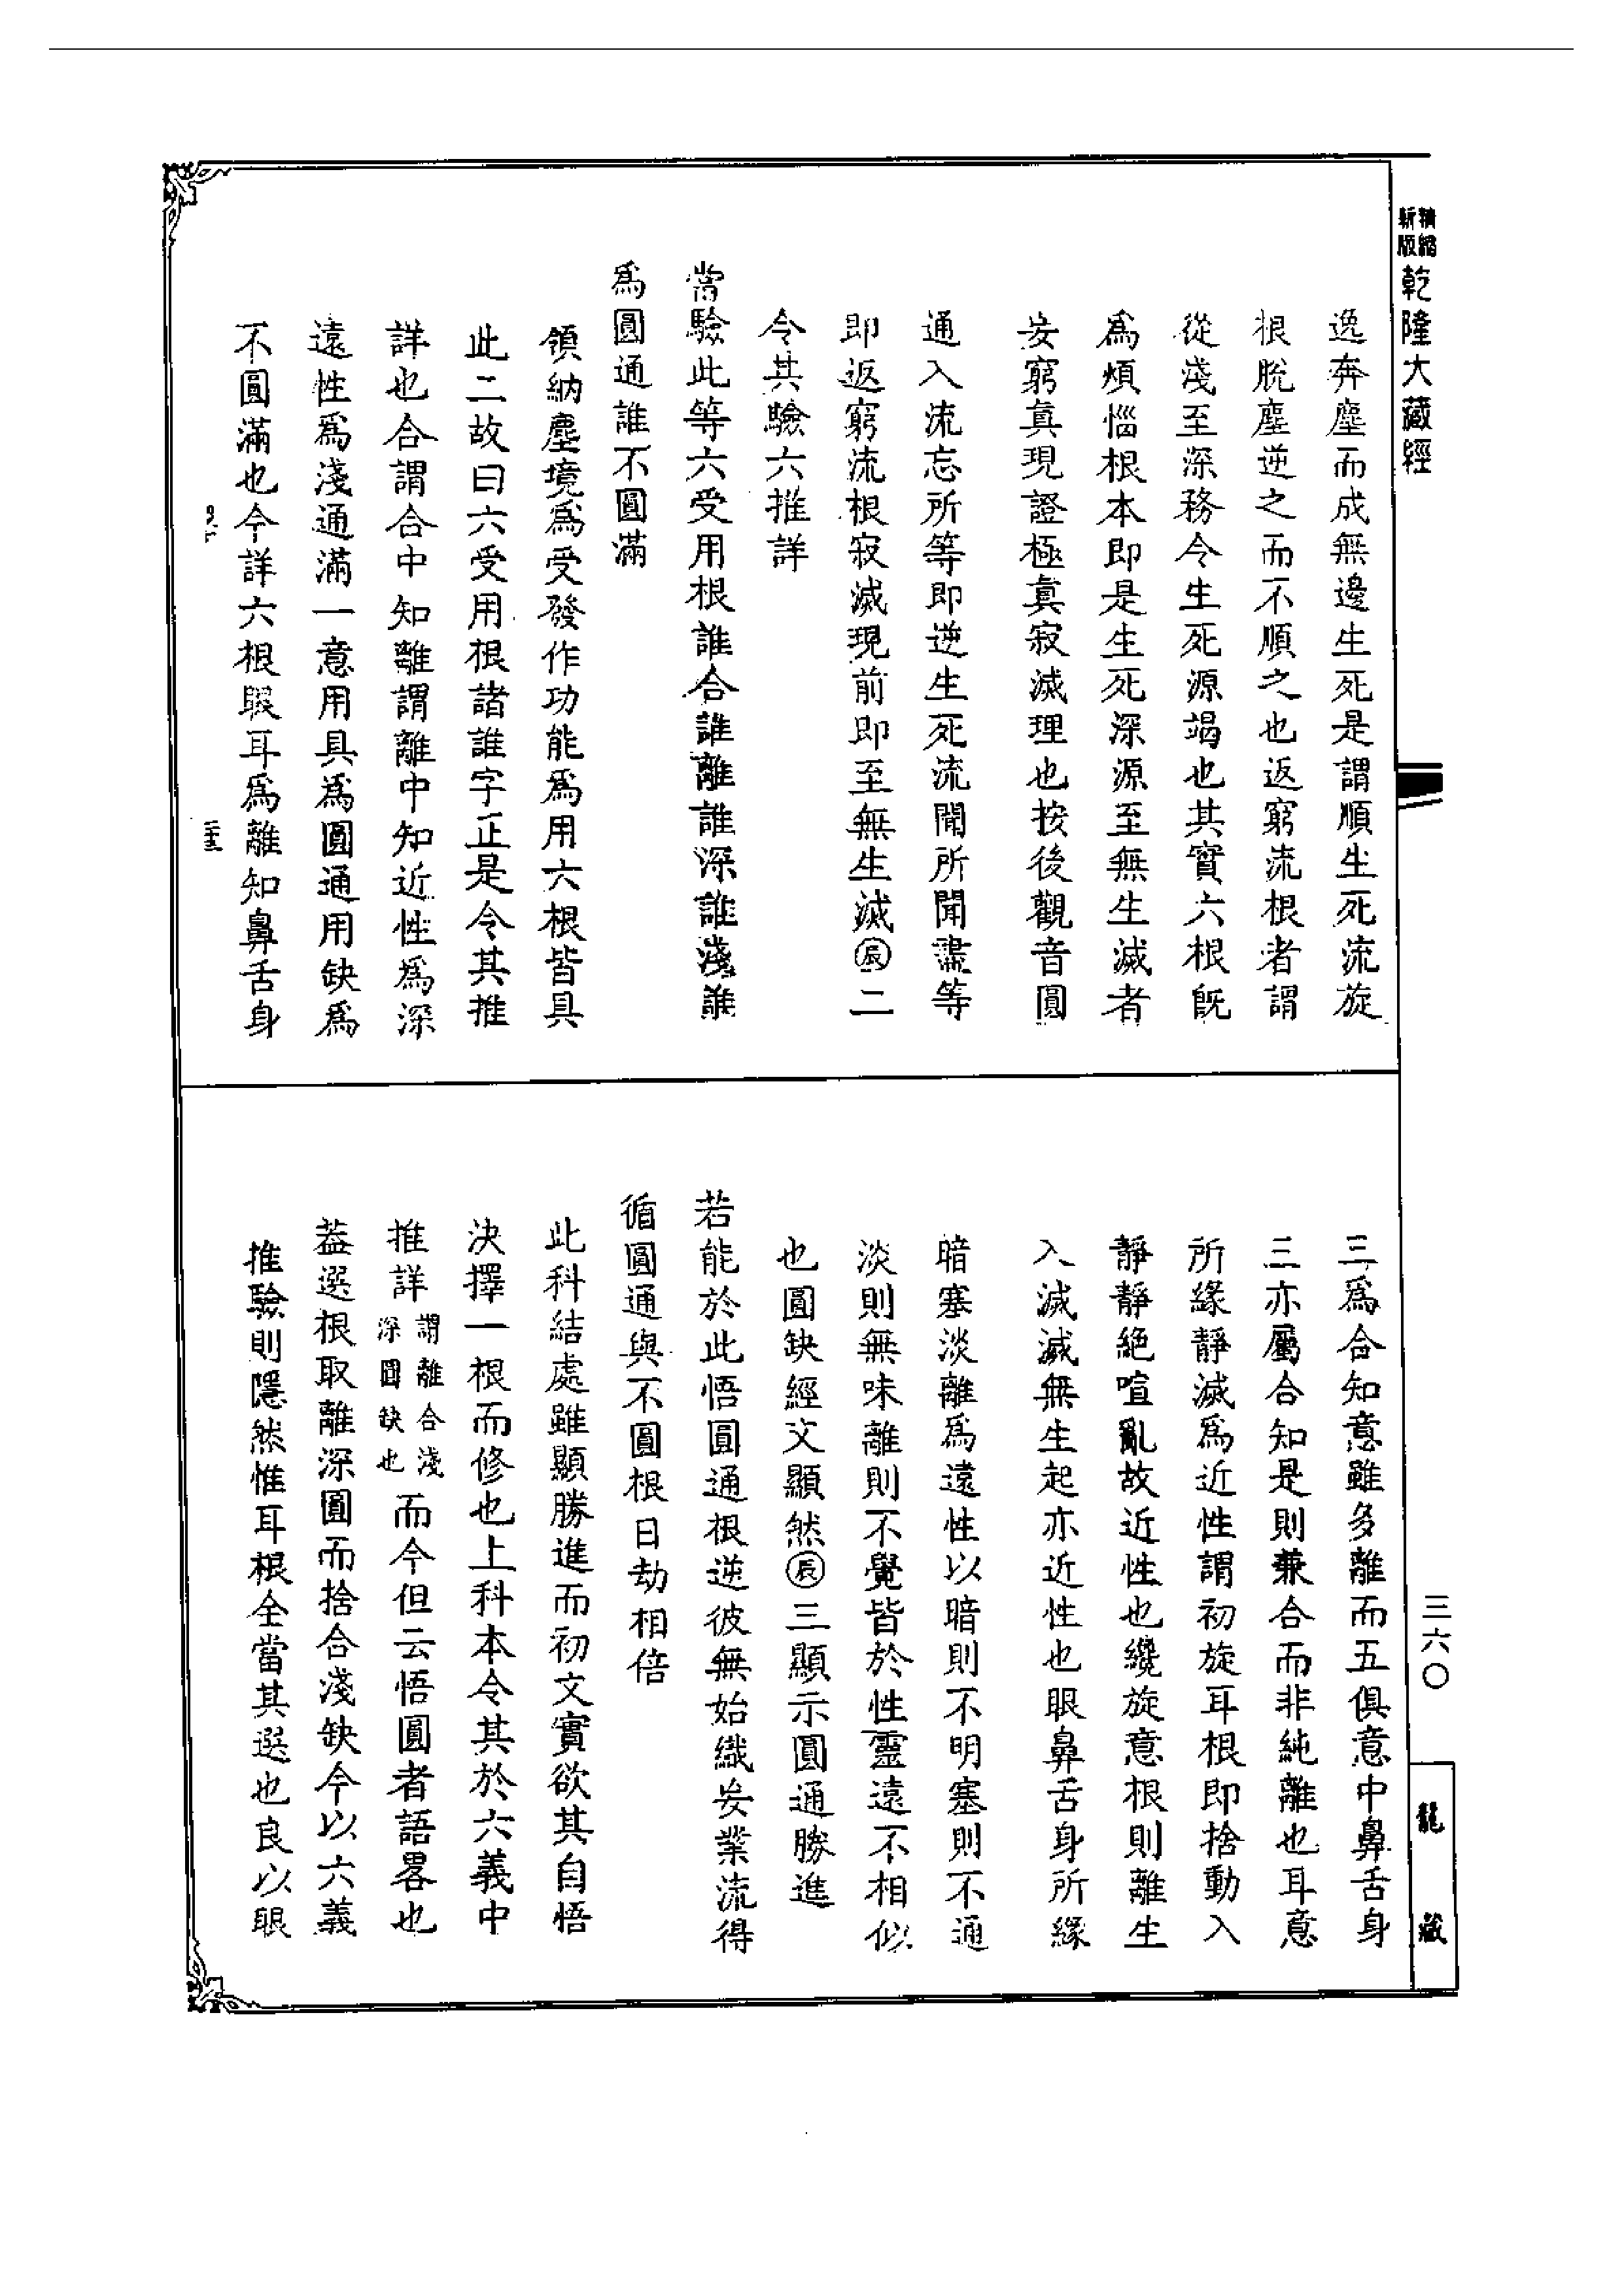 精縮新版乾隆大藏經
逸奔塵而成無邊生死是謂順生死流旋
根脫塵逆之而不順之也返窮流根者謂
從淺至深務令生死源竭也其實六根旣
爲煩惱根本即是生死深源至無生滅者
妄窮眞現證極眞寂滅理也按後觀音圓
通入流忘所等即逆生死流聞所聞盡等
即返窮流根寂滅現前即至無生滅㊋二
令其驗六推詳
當驗此等六受用根誰合誰離誰深誰淺誰
爲圓通誰不圓滿
領納塵境爲受發作功能爲用六根皆具
此二故曰六受用根諸誰字正是令其推
詳也合謂合中知離謂離中知近性爲深
遠性爲淺通滿一意用具爲圓通用缺爲
不圓滿也今詳六根眼耳爲離知鼻舌身
三爲合知意雖多離而五俱意中鼻舌身
三亦屬合知是則兼合而非純離也耳意
所緣靜滅爲近性謂初旋耳根即捨動入
靜靜絕喧亂故近性也纔旋意根則離生
入滅滅無生起亦近性也眼鼻舌身所緣
暗塞淡離爲遠性以暗則不明塞則不通
淡則無味離則不覺皆於性靈遠不相似
也圓缺經文顯然㊋三顯示圓通勝進
若能於此悟圓通根逆彼無始織妄業流得
循圓通與不圓根日劫相倍
此科結處雖顯勝進而初文實欲其自悟
決擇一根而修也上科本令其於六義中
推詳謂離合淺深圓缺也而今但云悟圓者語畧也
葢選根取離深圓而捨合淺缺今以六義
推驗則隱然惟耳根全當其選也良以眼
三六〇
龍藏